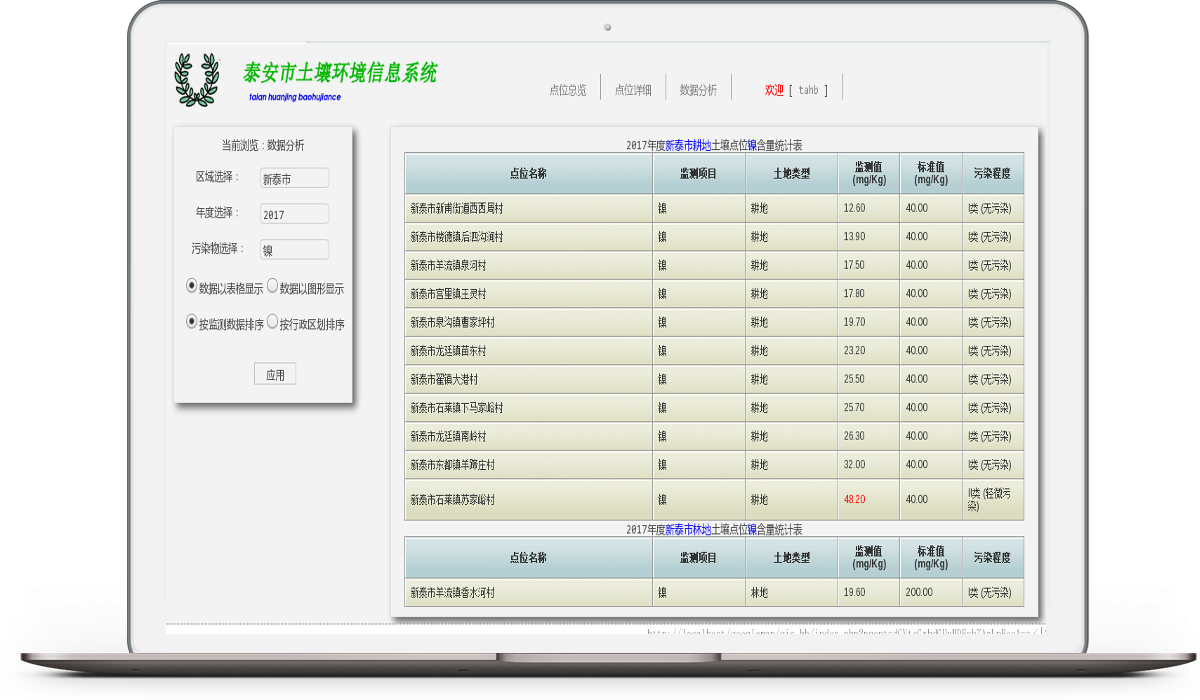 泰安市土壤环境信息系统
taian huanjing baohujiance
点位总览 点位详细 数据分析 欢迎 [ tahb ]
当前浏览：数据分析
区域选择： 新泰市
年度选择： 2017
污染物选择： 镍
数据以表格显示 数据以图形显示
按监测数据排序 按行政区划排序
应用
2017年度新泰市耕地土壤点位镍含量统计表
点位名称 监测项目 土地类型 监测值(mg/Kg) 标准值(mg/Kg) 污染程度
新泰市新甫街道西西周村 镍 耕地 12.60 40.00 I类 (无污染)
新泰市楼德镇后泗沟涧村 镍 耕地 13.90 40.00 I类 (无污染)
新泰市羊流镇泉河村 镍 耕地 17.50 40.00 I类 (无污染)
新泰市宫里镇王灵村 镍 耕地 17.80 40.00 I类 (无污染)
新泰市泉沟镇曹家坪村 镍 耕地 19.70 40.00 I类 (无污染)
新泰市龙廷镇苗东村 镍 耕地 23.20 40.00 I类 (无污染)
新泰市翟镇大港村 镍 耕地 25.50 40.00 I类 (无污染)
新泰市石莱镇下马家峪村 镍 耕地 25.70 40.00 I类 (无污染)
新泰市龙廷镇南岭村 镍 耕地 26.30 40.00 I类 (无污染)
新泰市东都镇羊蹄庄村 镍 耕地 32.00 40.00 I类 (无污染)
新泰市石莱镇苏家峪村 镍 耕地 48.20 40.00 II类 (轻微污染)
2017年度新泰市林地土壤点位镍含量统计表
点位名称 监测项目 土地类型 监测值(mg/Kg) 标准值(mg/Kg) 污染程度
新泰市羊流镇香水河村 镍 林地 19.60 200.00 I类 (无污染)